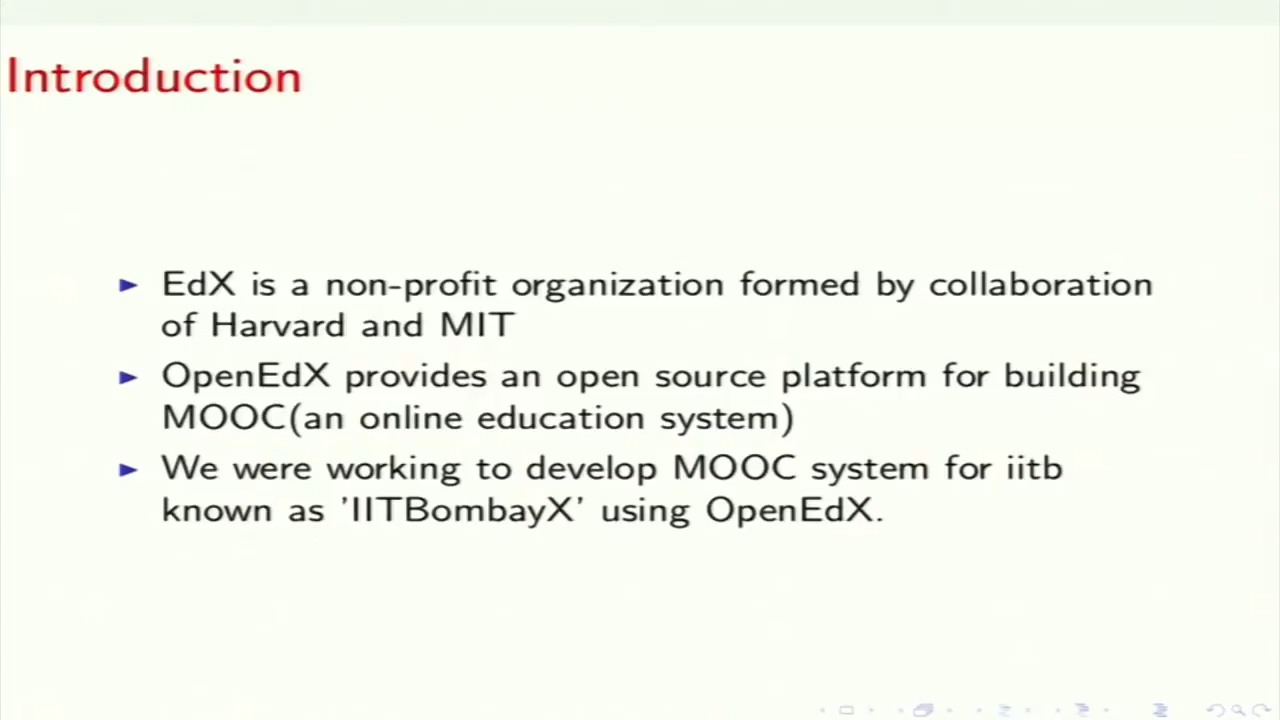 Introduction
EdX is a non-profit organization formed by collaboration
of Harvard and MIT
OpenEdX provides an open source platform for building
MOOC(an online education system)
We were working to develop MOOC system for iitb
known as 'IITBombayX' using OpenEdX.